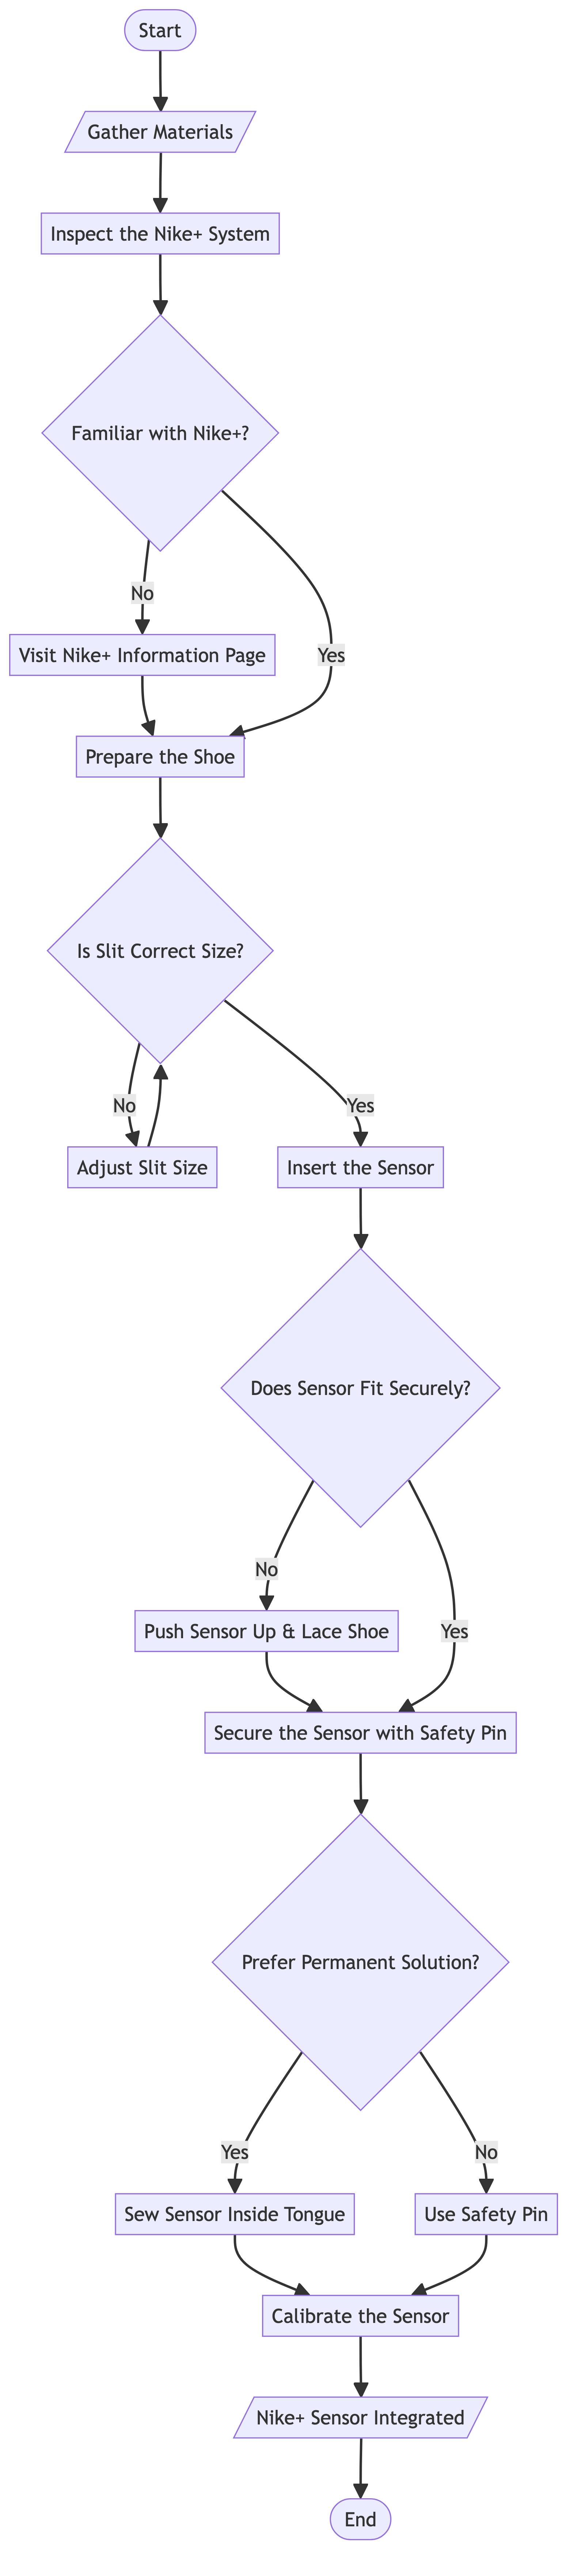 Start
Gather Materials
Inspect the Nike+ System
Familiar with Nike+?
No
Yes
Visit Nike+ Information Page
Prepare the Shoe
Is Slit Correct Size?
No
Yes
Adjust Slit Size
Insert the Sensor
Does Sensor Fit Securely?
No
Push Sensor Up & Lace Shoe
Yes
Secure the Sensor with Safety Pin
Prefer Permanent Solution?
Yes
No
Sew Sensor Inside Tongue
Use Safety Pin
Calibrate the Sensor
Nike+ Sensor Integrated
End